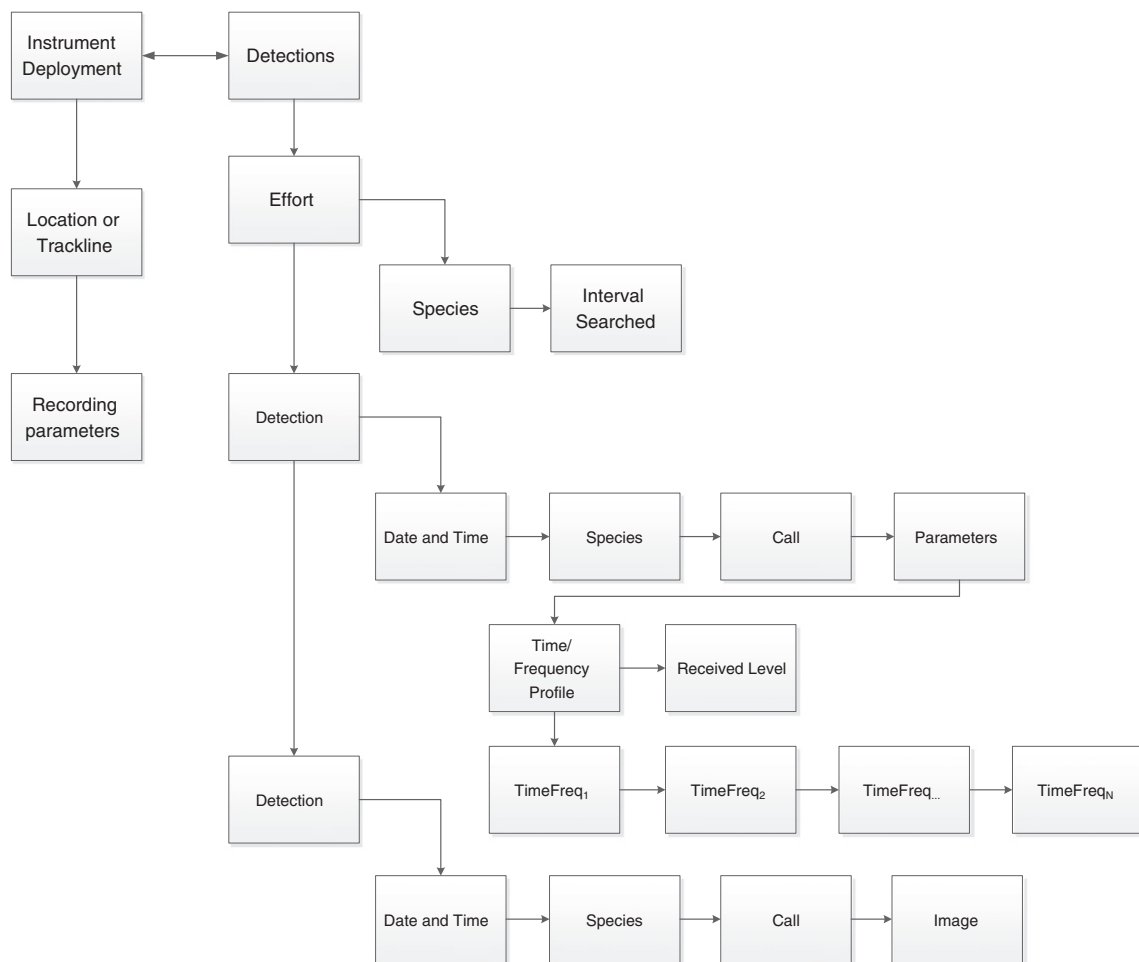 Instrument
Deployment
Detections
Effort
Location or
Trackline
Species
Interval
Searched
Recording
parameters
Detection
Date and Time
Species
Call
Parameters
Time/
Frequency
Profile
Received Level
TimeFreq1
TimeFreq2
TimeFreq...
TimeFreqN
Detection
Date and Time
Species
Call
Image